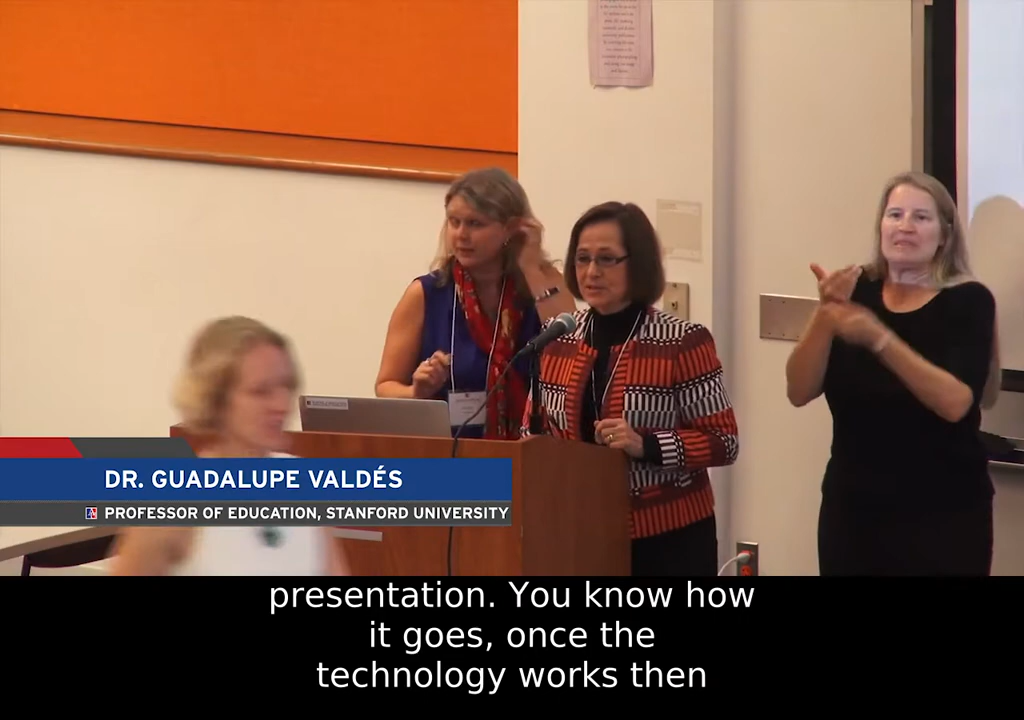 DR. GUADALUPE VALDÉS
PROFESSOR OF EDUCATION, STANFORD UNIVERSITY
presentation. You know how
it goes, once the
technology works then